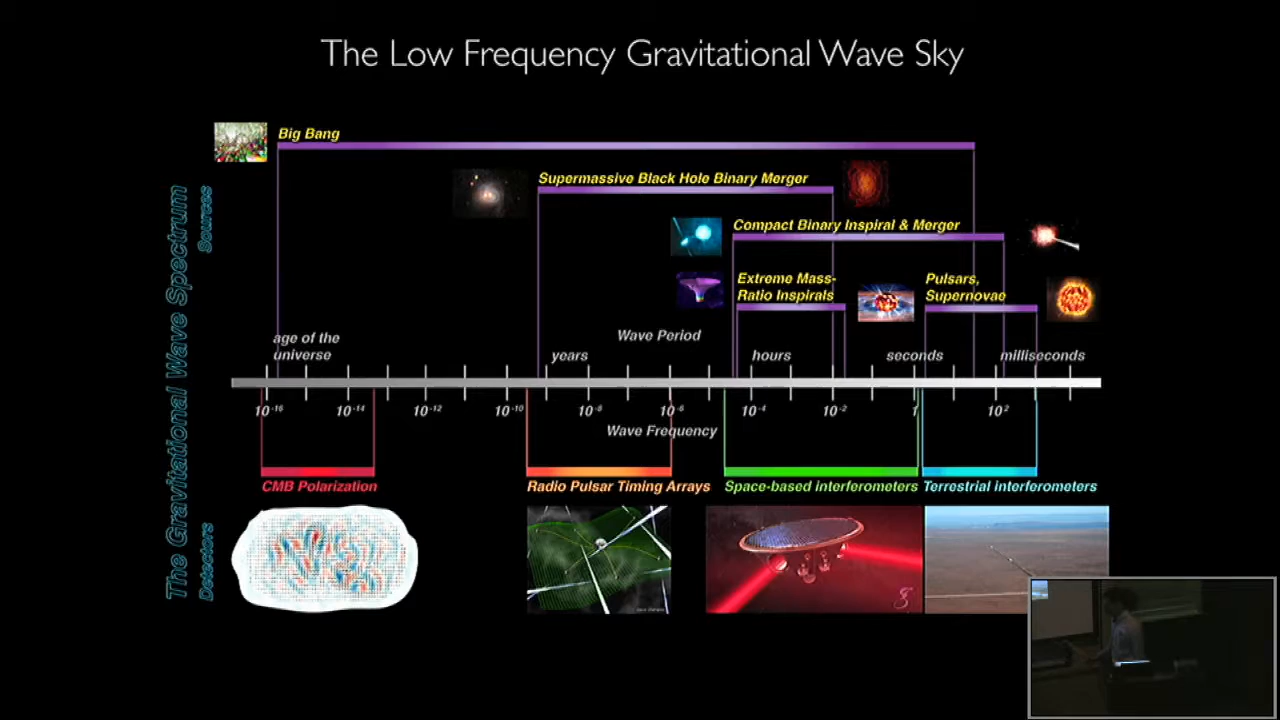 The Low Frequency Gravitational Wave Sky
The Gravitational Wave Spectrum
Sources
Big Bang
Supermassive Black Hole Binary Merger
Compact Binary Inspiral & Merger
Extreme Mass-
Ratio Inspirals
Pulsars,
Supernovae
Wave Period
age of the
universe
years
hours
seconds
milliseconds
10⁻¹⁶ 10⁻¹⁴ 10⁻¹² 10⁻¹⁰ 10⁻⁸ 10⁻⁶ 10⁻⁴ 10⁻² 1 10²
Wave Frequency
Detectors
CMB Polarization
Radio Pulsar Timing Arrays
Space-based interferometers
Terrestrial interferometers